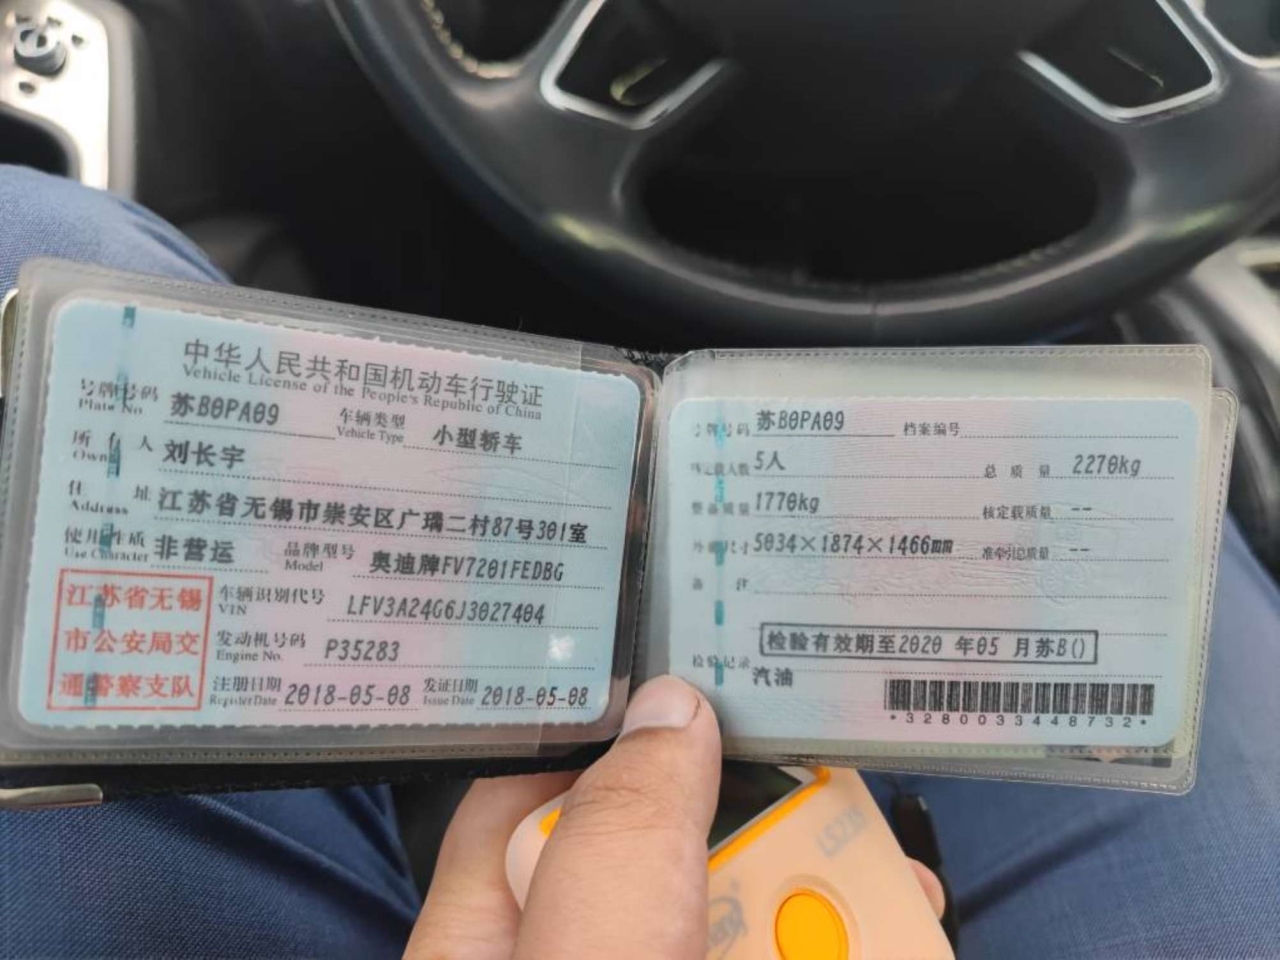 中华人民共和国机动车行驶证
Vehicle License of the People's Republic of China
号牌号码 苏B0PA09 车辆类型 小型轿车
Plate No Vehicle Type
所有人 刘长宇
Owner
住址 江苏省无锡市崇安区广瑞二村87号301室
Address
使用性质 非营运 品牌型号 奥迪牌FV7201FEDBG
Use Character Model
江苏省无锡
市公安局交
通警察支队
车辆识别代号 LFV3A24G6J3027404
VIN
发动机号码 P35283
Engine No.
注册日期 2018-05-08 发证日期 2018-05-08
Register Date Issue Date
号牌号码 苏B0PA09 档案编号
核定载人数 5人 总质量 2270kg
整备质量 1770kg 核定载质量 --
外廓尺寸 5034×1874×1466mm 准牵引总质量 --
备注
检验有效期至2020 年05 月苏B()
检验记录
汽油
*3280033448732*
LS225